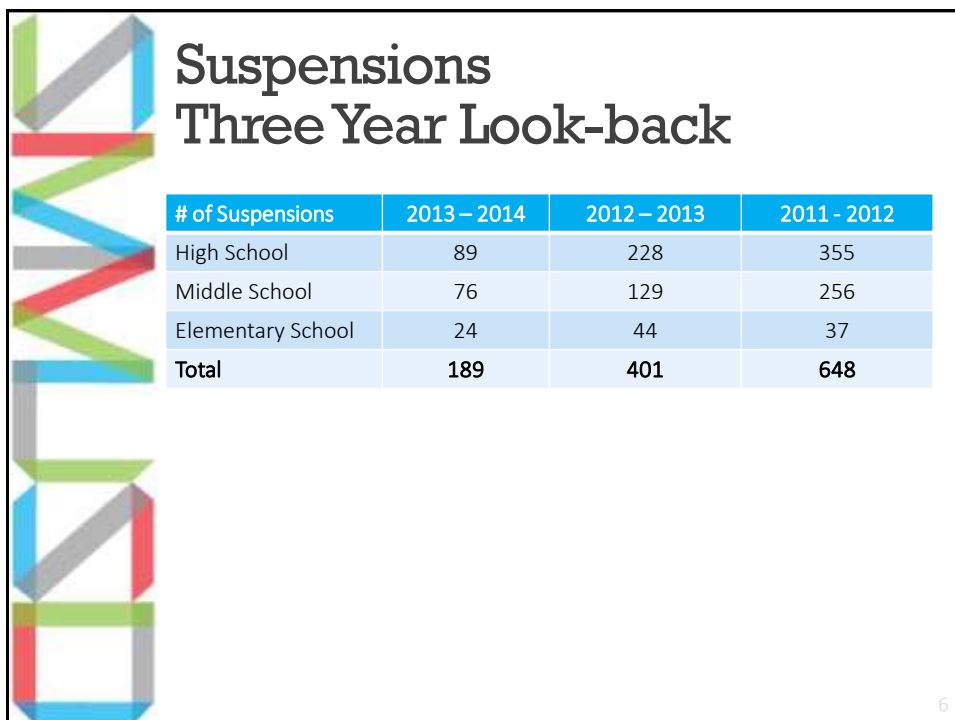 Suspensions
Three Year Look-back
# of Suspensions 2013 – 2014 2012 – 2013 2011 - 2012
High School 89 228 355
Middle School 76 129 256
Elementary School 24 44 37
Total 189 401 648
6